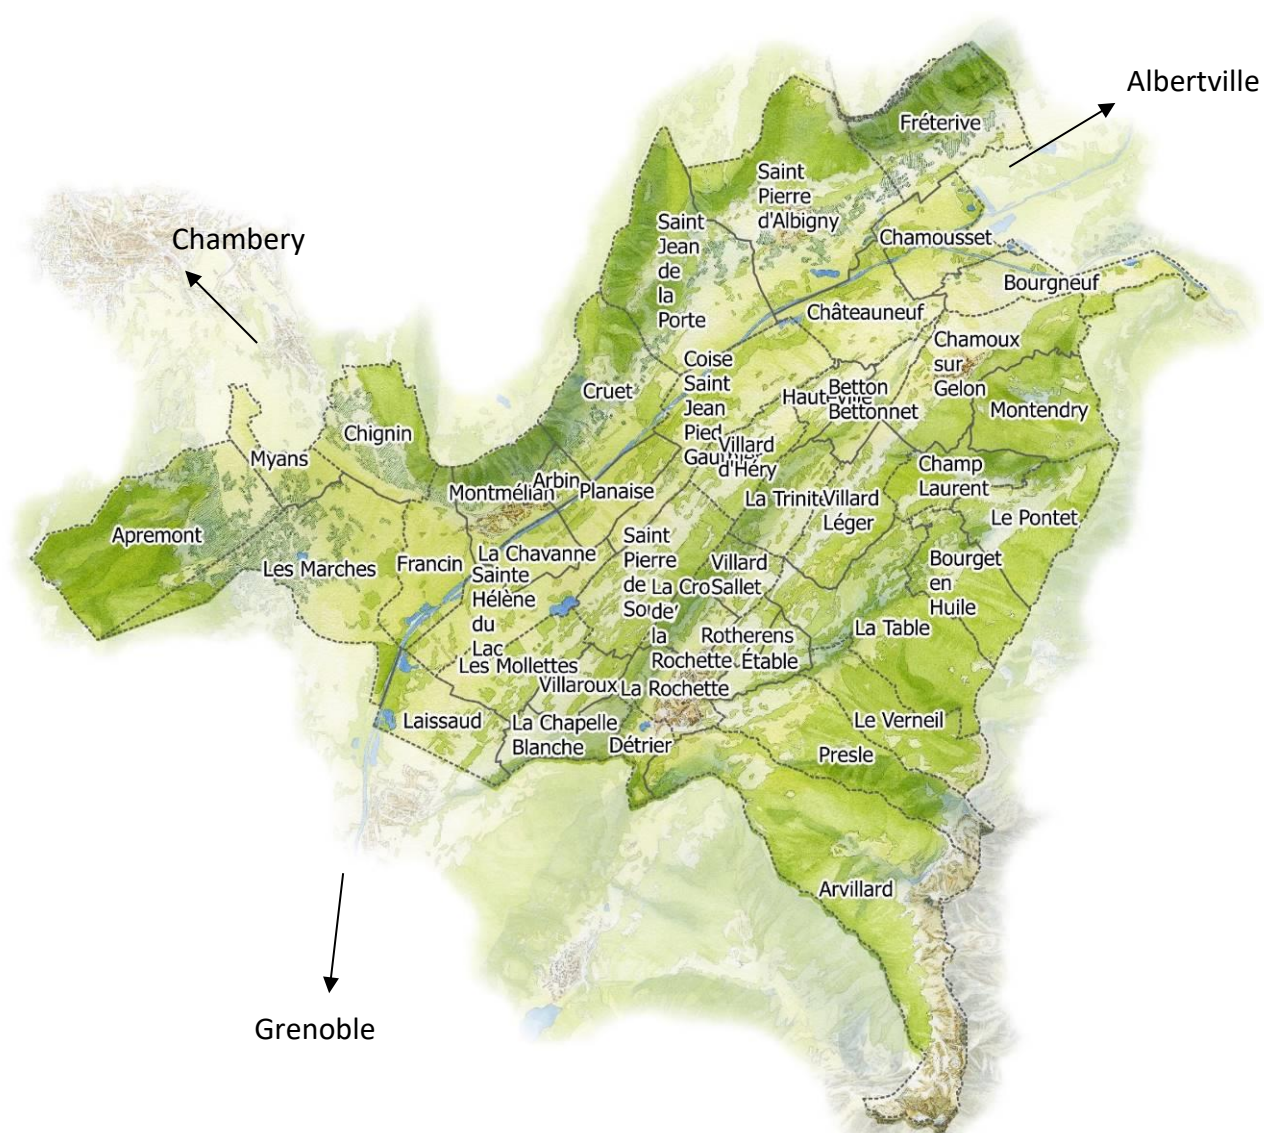 Albertville
Fréterive
Saint
Pierre
d'Albigny
Saint
Jean
de
la
Porte
Chambery
Chamousset
Bourgneuf
Châteauneuf
Chamoux
sur
Gelon
Coise
Saint
Jean
Pied
Cruet
Betton
Bettonnet
Montendry
Chignin
Villard
d'Héry
Myans
Champ
Laurent
Arbin
Montmélian
Planaise
La Trinité
Villard
Léger
Le Pontet
Apremont
Saint
Pierre
de
La Chavanne
Francin
Les Marches
Villard
Sallet
Bourget
en
Huile
Sainte
Hélène
du
Lac
de
la
Rochette
La Table
Rotherens
Étable
Les Mollettes
Villaroux
La Rochette
Laissaud
La Chapelle
Blanche
Le Verneil
Détrier
Presle
Arvillard
Grenoble